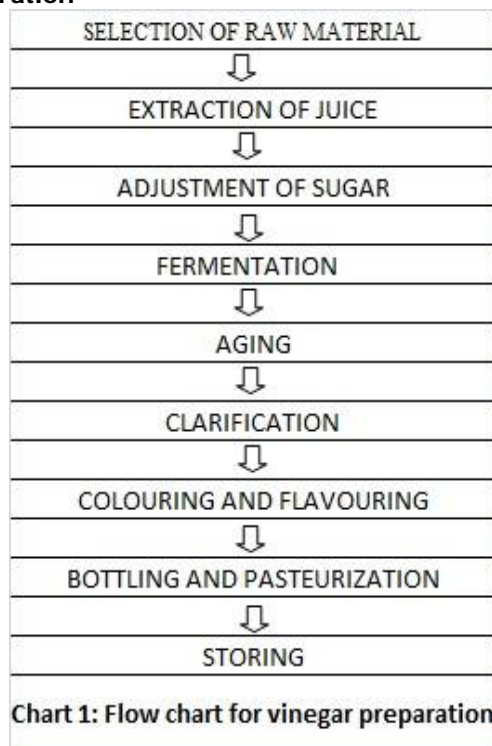 SELECTION OF RAW MATERIAL
EXTRACTION OF JUICE
ADJUSTMENT OF SUGAR
FERMENTATION
AGING
CLARIFICATION
COLOURING AND FLAVOURING
BOTTLING AND PASTEURIZATION
STORING
Chart 1: Flow chart for vinegar preparation